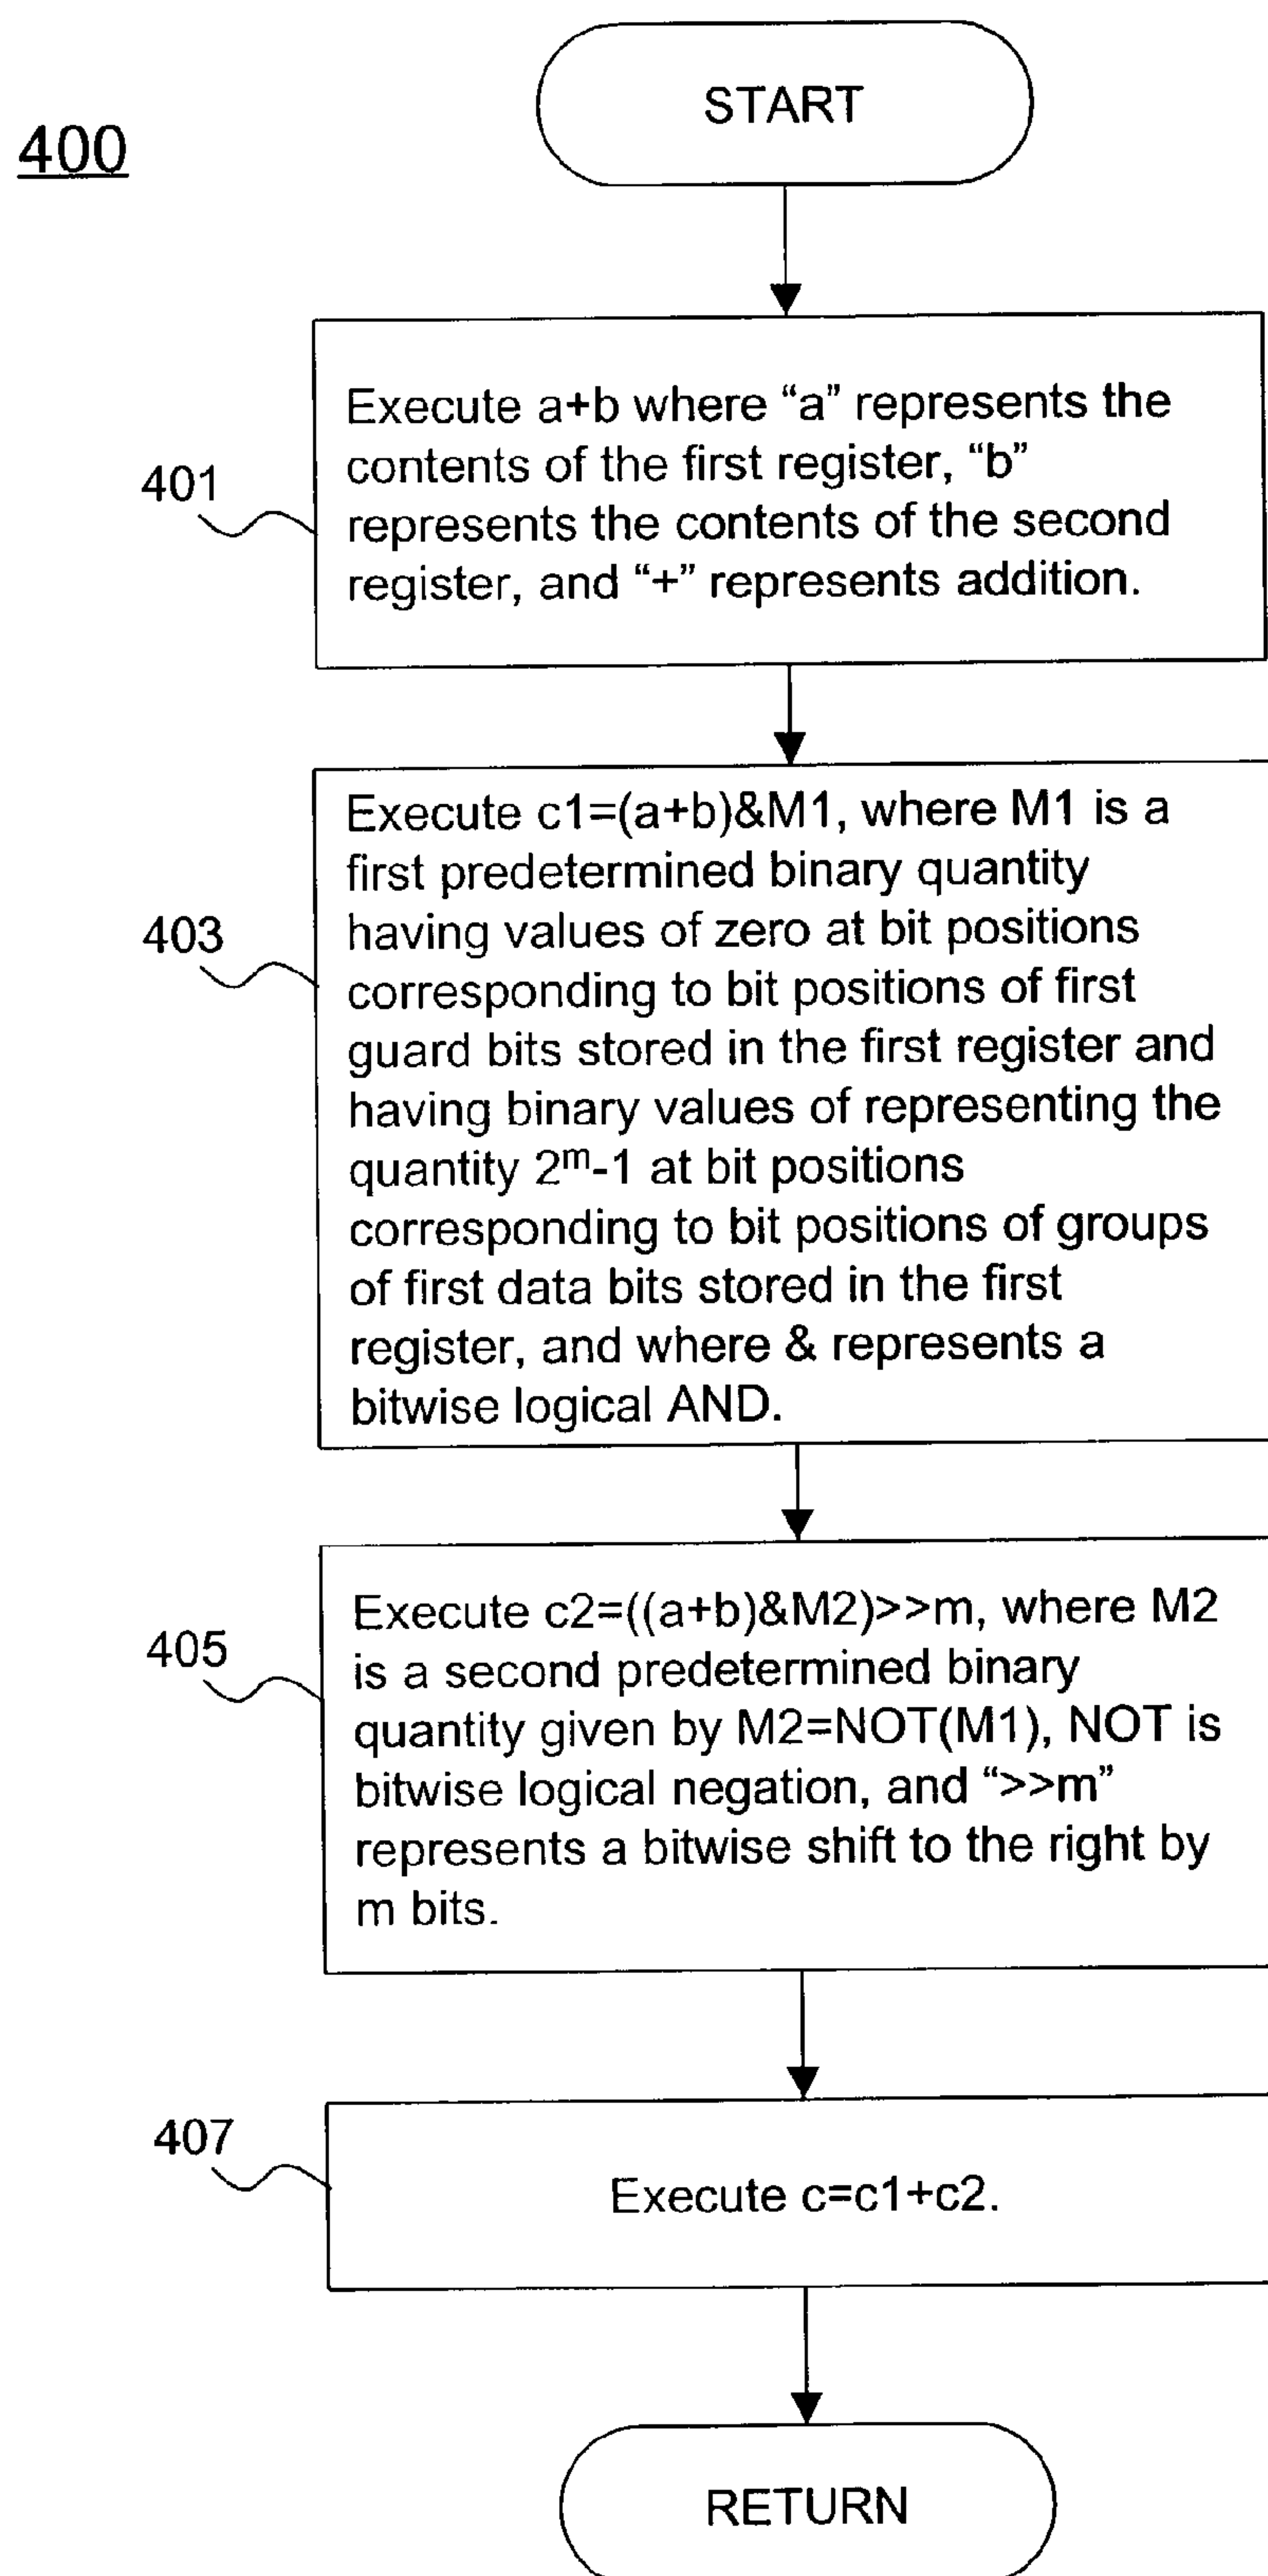 400
START
401
Execute a+b where “a” represents the
contents of the first register, “b”
represents the contents of the second
register, and “+” represents addition.
403
Execute c1=(a+b)&M1, where M1 is a
first predetermined binary quantity
having values of zero at bit positions
corresponding to bit positions of first
guard bits stored in the first register and
having binary values of representing the
quantity 2ᵐ-1 at bit positions
corresponding to bit positions of groups
of first data bits stored in the first
register, and where & represents a
bitwise logical AND.
405
Execute c2=((a+b)&M2)>>m, where M2
is a second predetermined binary
quantity given by M2=NOT(M1), NOT is
bitwise logical negation, and “>>m”
represents a bitwise shift to the right by
m bits.
407
Execute c=c1+c2.
RETURN